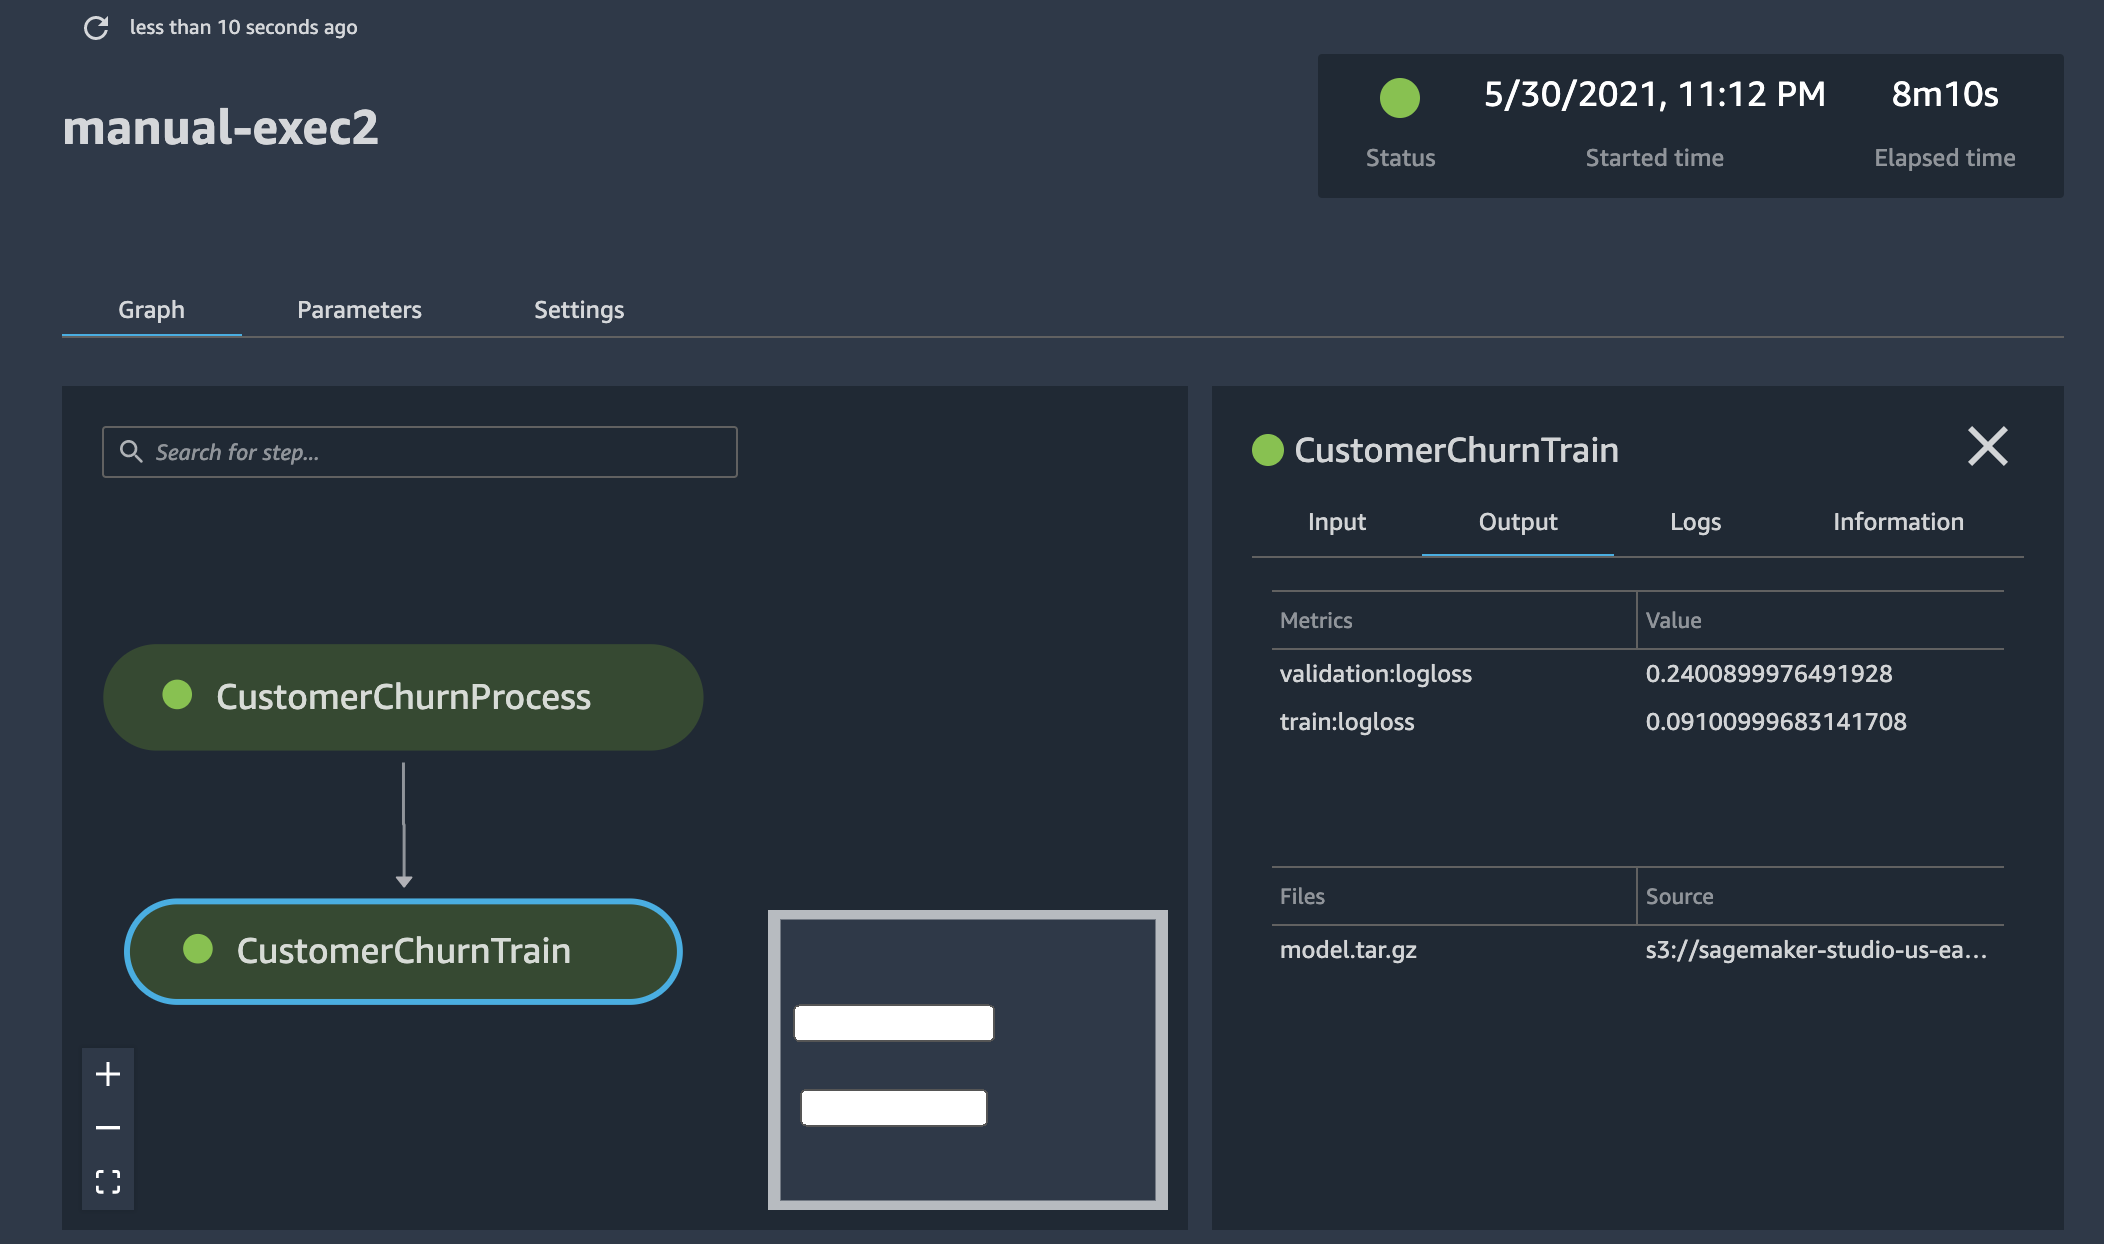 less than 10 seconds ago
manual-exec2
5/30/2021, 11:12 PM 8m10s
Status Started time Elapsed time
Graph Parameters Settings
Search for step...
CustomerChurnProcess
CustomerChurnTrain
CustomerChurnTrain
Input Output Logs Information
Metrics Value
validation:logloss 0.2400899976491928
train:logloss 0.09100999683141708
Files Source
model.tar.gz s3://sagemaker-studio-us-ea...